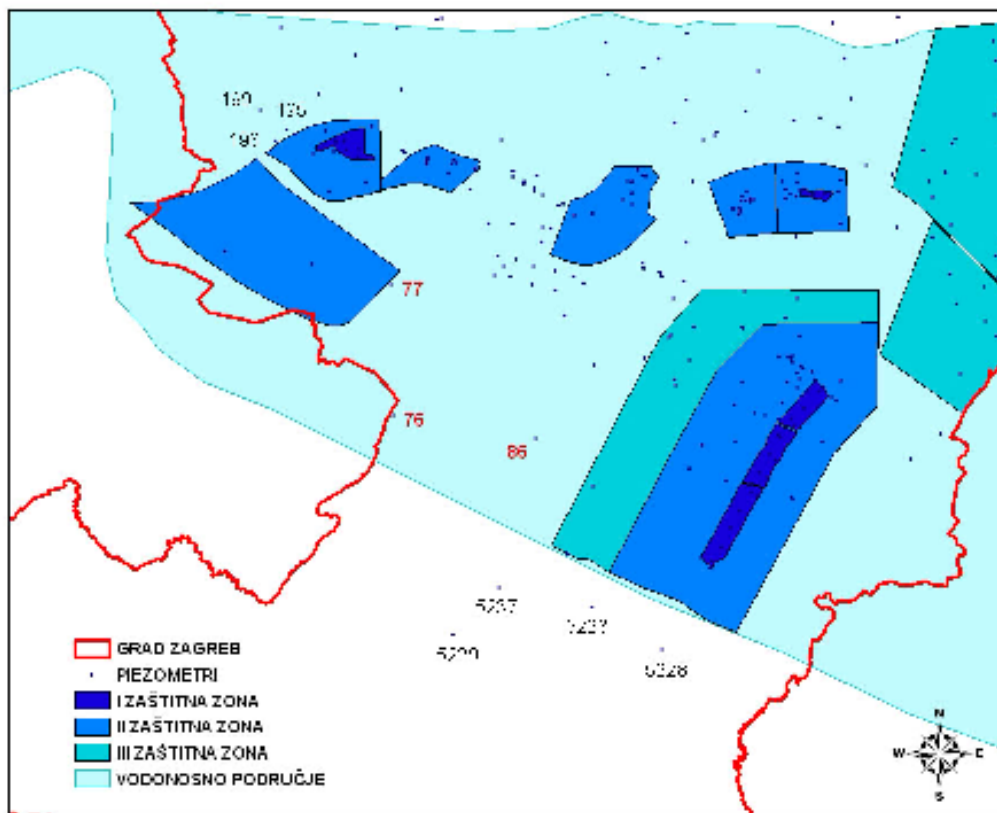 77
76
86
GRAD ZAGREB
PIEZOMETRI
I ZAŠTITNA ZONA
II ZAŠTITNA ZONA
III ZAŠTITNA ZONA
VODONOSNO PODRUČJE
N
W E
S